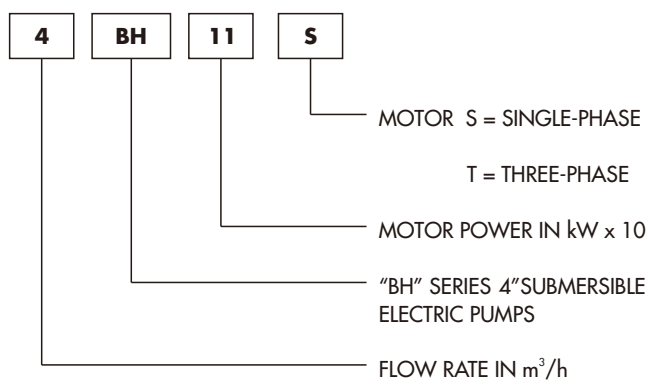 4 BH 11 S
MOTOR S = SINGLE-PHASE
T = THREE-PHASE
MOTOR POWER IN kW x 10
“BH” SERIES 4”SUBMERSIBLE
ELECTRIC PUMPS
FLOW RATE IN m³/h